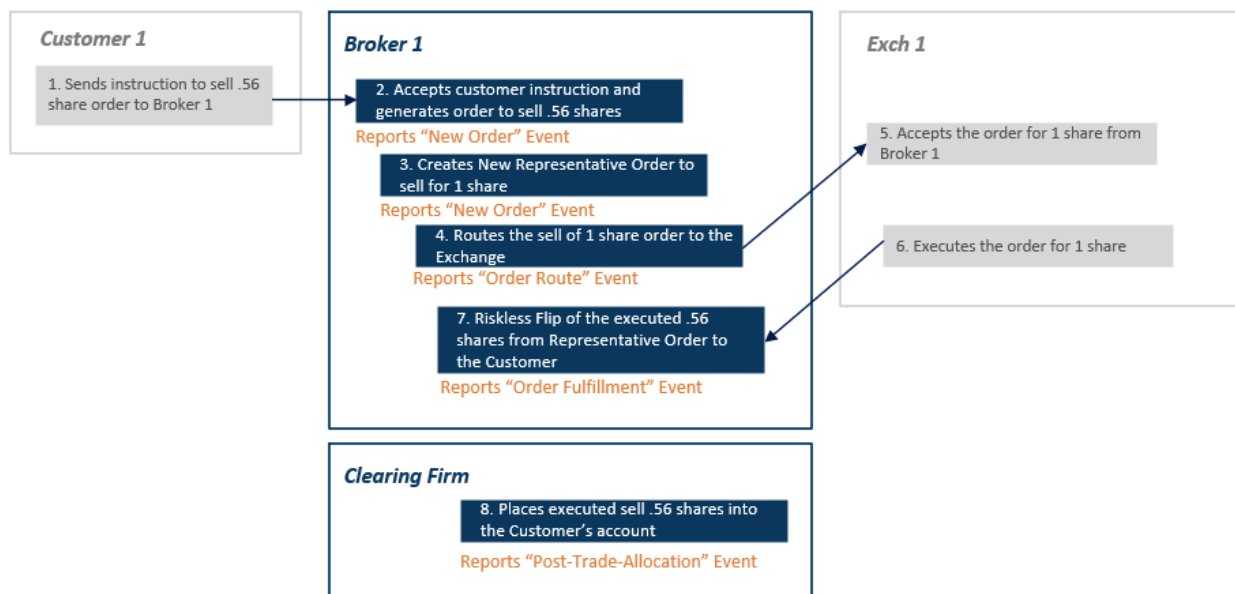 Customer 1
1. Sends instruction to sell .56
share order to Broker 1
Broker 1
2. Accepts customer instruction and
generates order to sell .56 shares
Reports “New Order” Event
3. Creates New Representative Order to
sell for 1 share
Reports “New Order” Event
4. Routes the sell of 1 share order to the
Exchange
Reports “Order Route” Event
Exch 1
5. Accepts the order for 1 share from
Broker 1
6. Executes the order for 1 share
7. Riskless Flip of the executed .56
shares from Representative Order to
the Customer
Reports “Order Fulfillment” Event
Clearing Firm
8. Places executed sell .56 shares into
the Customer’s account
Reports “Post-Trade-Allocation” Event